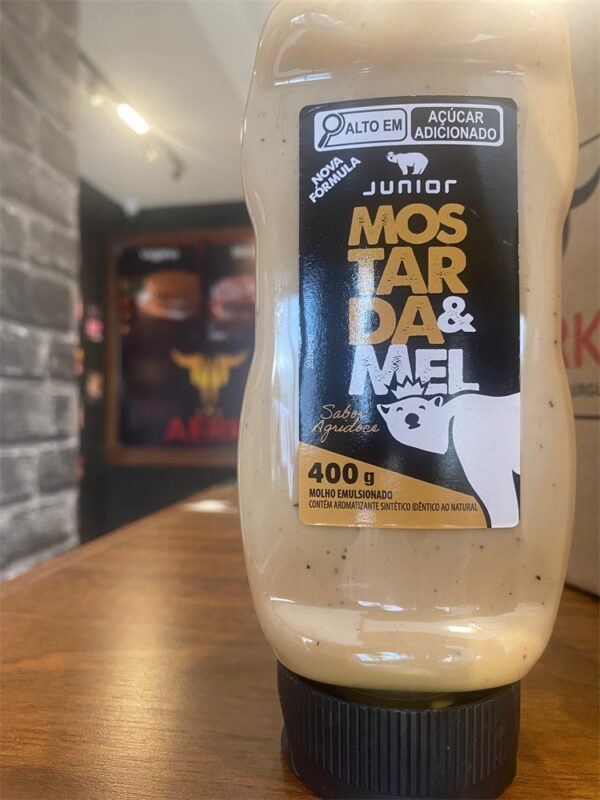 ALTO EM
AÇÚCAR
ADICIONADO
NOVA
FÓRMULA
JUNIOR
MOS
TAR
DA&
MEL
Sabor
Agridoce
400 g
MOLHO EMULSIONADO
CONTÉM AROMATIZANTE SINTÉTICO IDÊNTICO AO NATURAL